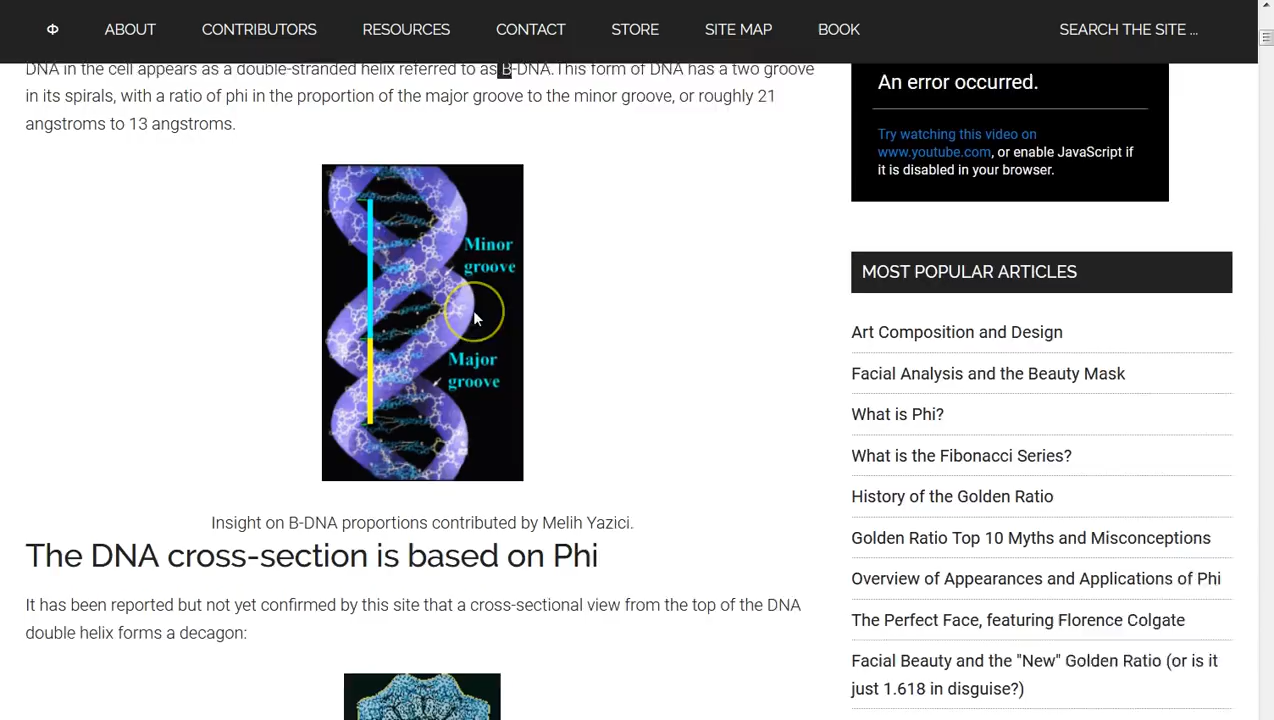 Φ ABOUT CONTRIBUTORS RESOURCES CONTACT STORE SITE MAP BOOK SEARCH THE SITE ...
DNA in the cell appears as a double-stranded helix referred to as B-DNA. This form of DNA has a two groove
in its spirals, with a ratio of phi in the proportion of the major groove to the minor groove, or roughly 21
angstroms to 13 angstroms.
Minor
groove
Major
groove
Insight on B-DNA proportions contributed by Melih Yazici.
The DNA cross-section is based on Phi
It has been reported but not yet confirmed by this site that a cross-sectional view from the top of the DNA
double helix forms a decagon:
An error occurred.
Try watching this video on
www.youtube.com, or enable JavaScript if
it is disabled in your browser.
MOST POPULAR ARTICLES
Art Composition and Design
Facial Analysis and the Beauty Mask
What is Phi?
What is the Fibonacci Series?
History of the Golden Ratio
Golden Ratio Top 10 Myths and Misconceptions
Overview of Appearances and Applications of Phi
The Perfect Face, featuring Florence Colgate
Facial Beauty and the "New" Golden Ratio (or is it
just 1.618 in disguise?)